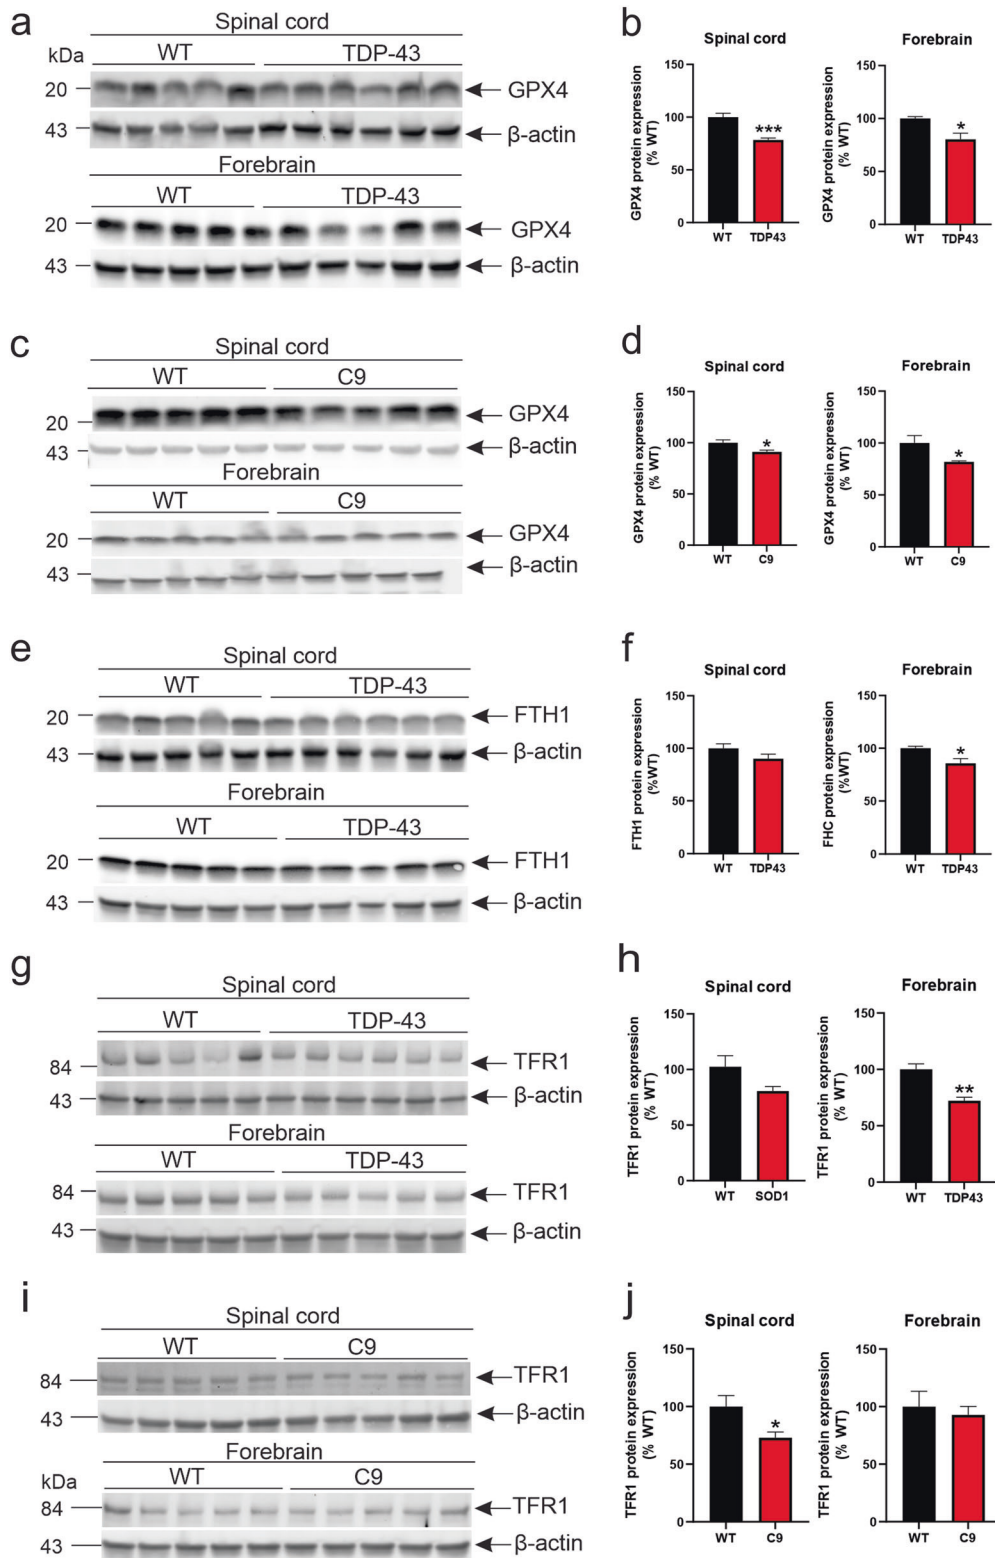 a
Spinal cord
kDa
WT
TDP-43
20
GPX4
43
β-actin
Forebrain
WT
TDP-43
20
GPX4
43
β-actin
b
Spinal cord
GPX4 protein expression
(% WT)
150
100
50
0
***
WT
TDP43
Forebrain
GPX4 protein expression
(% WT)
150
100
50
0
*
WT
TDP43
c
Spinal cord
WT
C9
20
GPX4
43
β-actin
Forebrain
WT
C9
20
GPX4
43
β-actin
d
Spinal cord
GPX4 protein expression
(% WT)
150
100
50
0
*
WT
C9
Forebrain
GPX4 protein expression
(% WT)
150
100
50
0
*
WT
C9
e
Spinal cord
WT
TDP-43
20
FTH1
43
β-actin
Forebrain
WT
TDP-43
20
FTH1
43
β-actin
f
Spinal cord
FTH1 protein expression
(%WT)
150
100
50
0
WT
TDP43
Forebrain
FHC protein expression
(%WT)
150
100
50
0
*
WT
TDP43
g
Spinal cord
WT
TDP-43
84
TFR1
43
β-actin
Forebrain
WT
TDP-43
84
TFR1
43
β-actin
h
Spinal cord
TFR1 protein expression
(% WT)
150
100
50
0
WT
SOD1
Forebrain
TFR1 protein expression
(% WT)
150
100
50
0
**
WT
TDP43
i
Spinal cord
WT
C9
84
TFR1
43
β-actin
Forebrain
kDa
WT
C9
84
TFR1
43
β-actin
j
Spinal cord
TFR1 protein expression
(% WT)
150
100
50
0
*
WT
C9
Forebrain
TFR1 protein expression
(% WT)
150
100
50
0
WT
C9